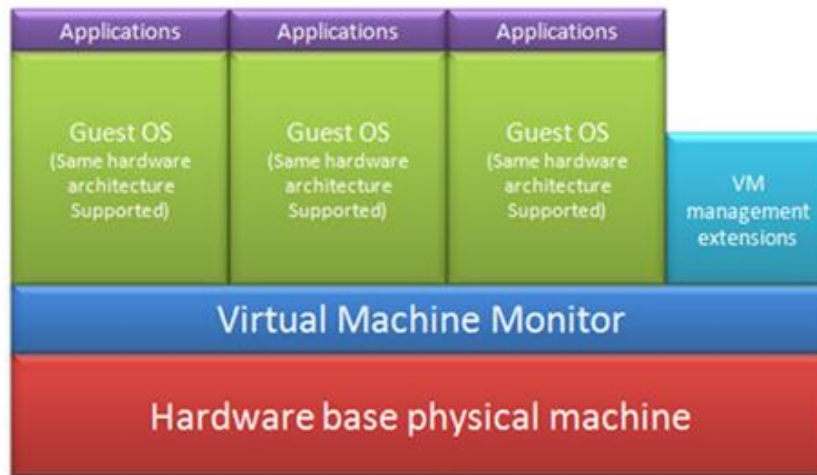 Applications
Applications
Applications
Guest OS
(Same hardware
architecture
Supported)
Guest OS
(Same hardware
architecture
Supported)
Guest OS
(Same hardware
architecture
Supported)
VM
management
extensions
Virtual Machine Monitor
Hardware base physical machine